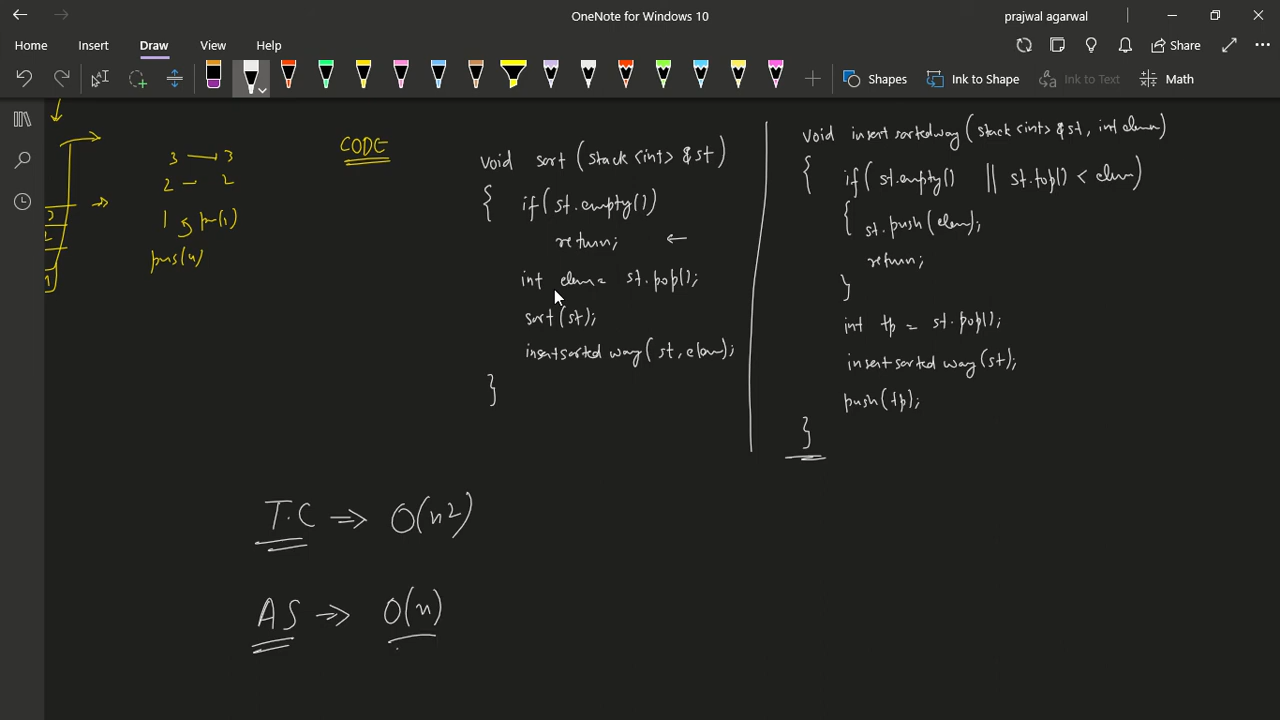 OneNote for Windows 10
prajwal agarwal
Home Insert Draw View Help
Share
Shapes
Ink to Shape
Ink to Text
Math
3 3
2 2
1
CODE
void sort (stack <int> &st)
{ if( st.empty())
return;
int elem = st.pop();
sort(st);
insertsorted way( st, elem);
}
void insert sortedway (stack <int> &st, int elem)
{ if( st.empty() || st.top() < elem)
{ st.push(elem);
return;
}
int tp = st.pop();
insertsorted way(st);
push(tp);
}
T.C => O(n2)
AS => O(n)